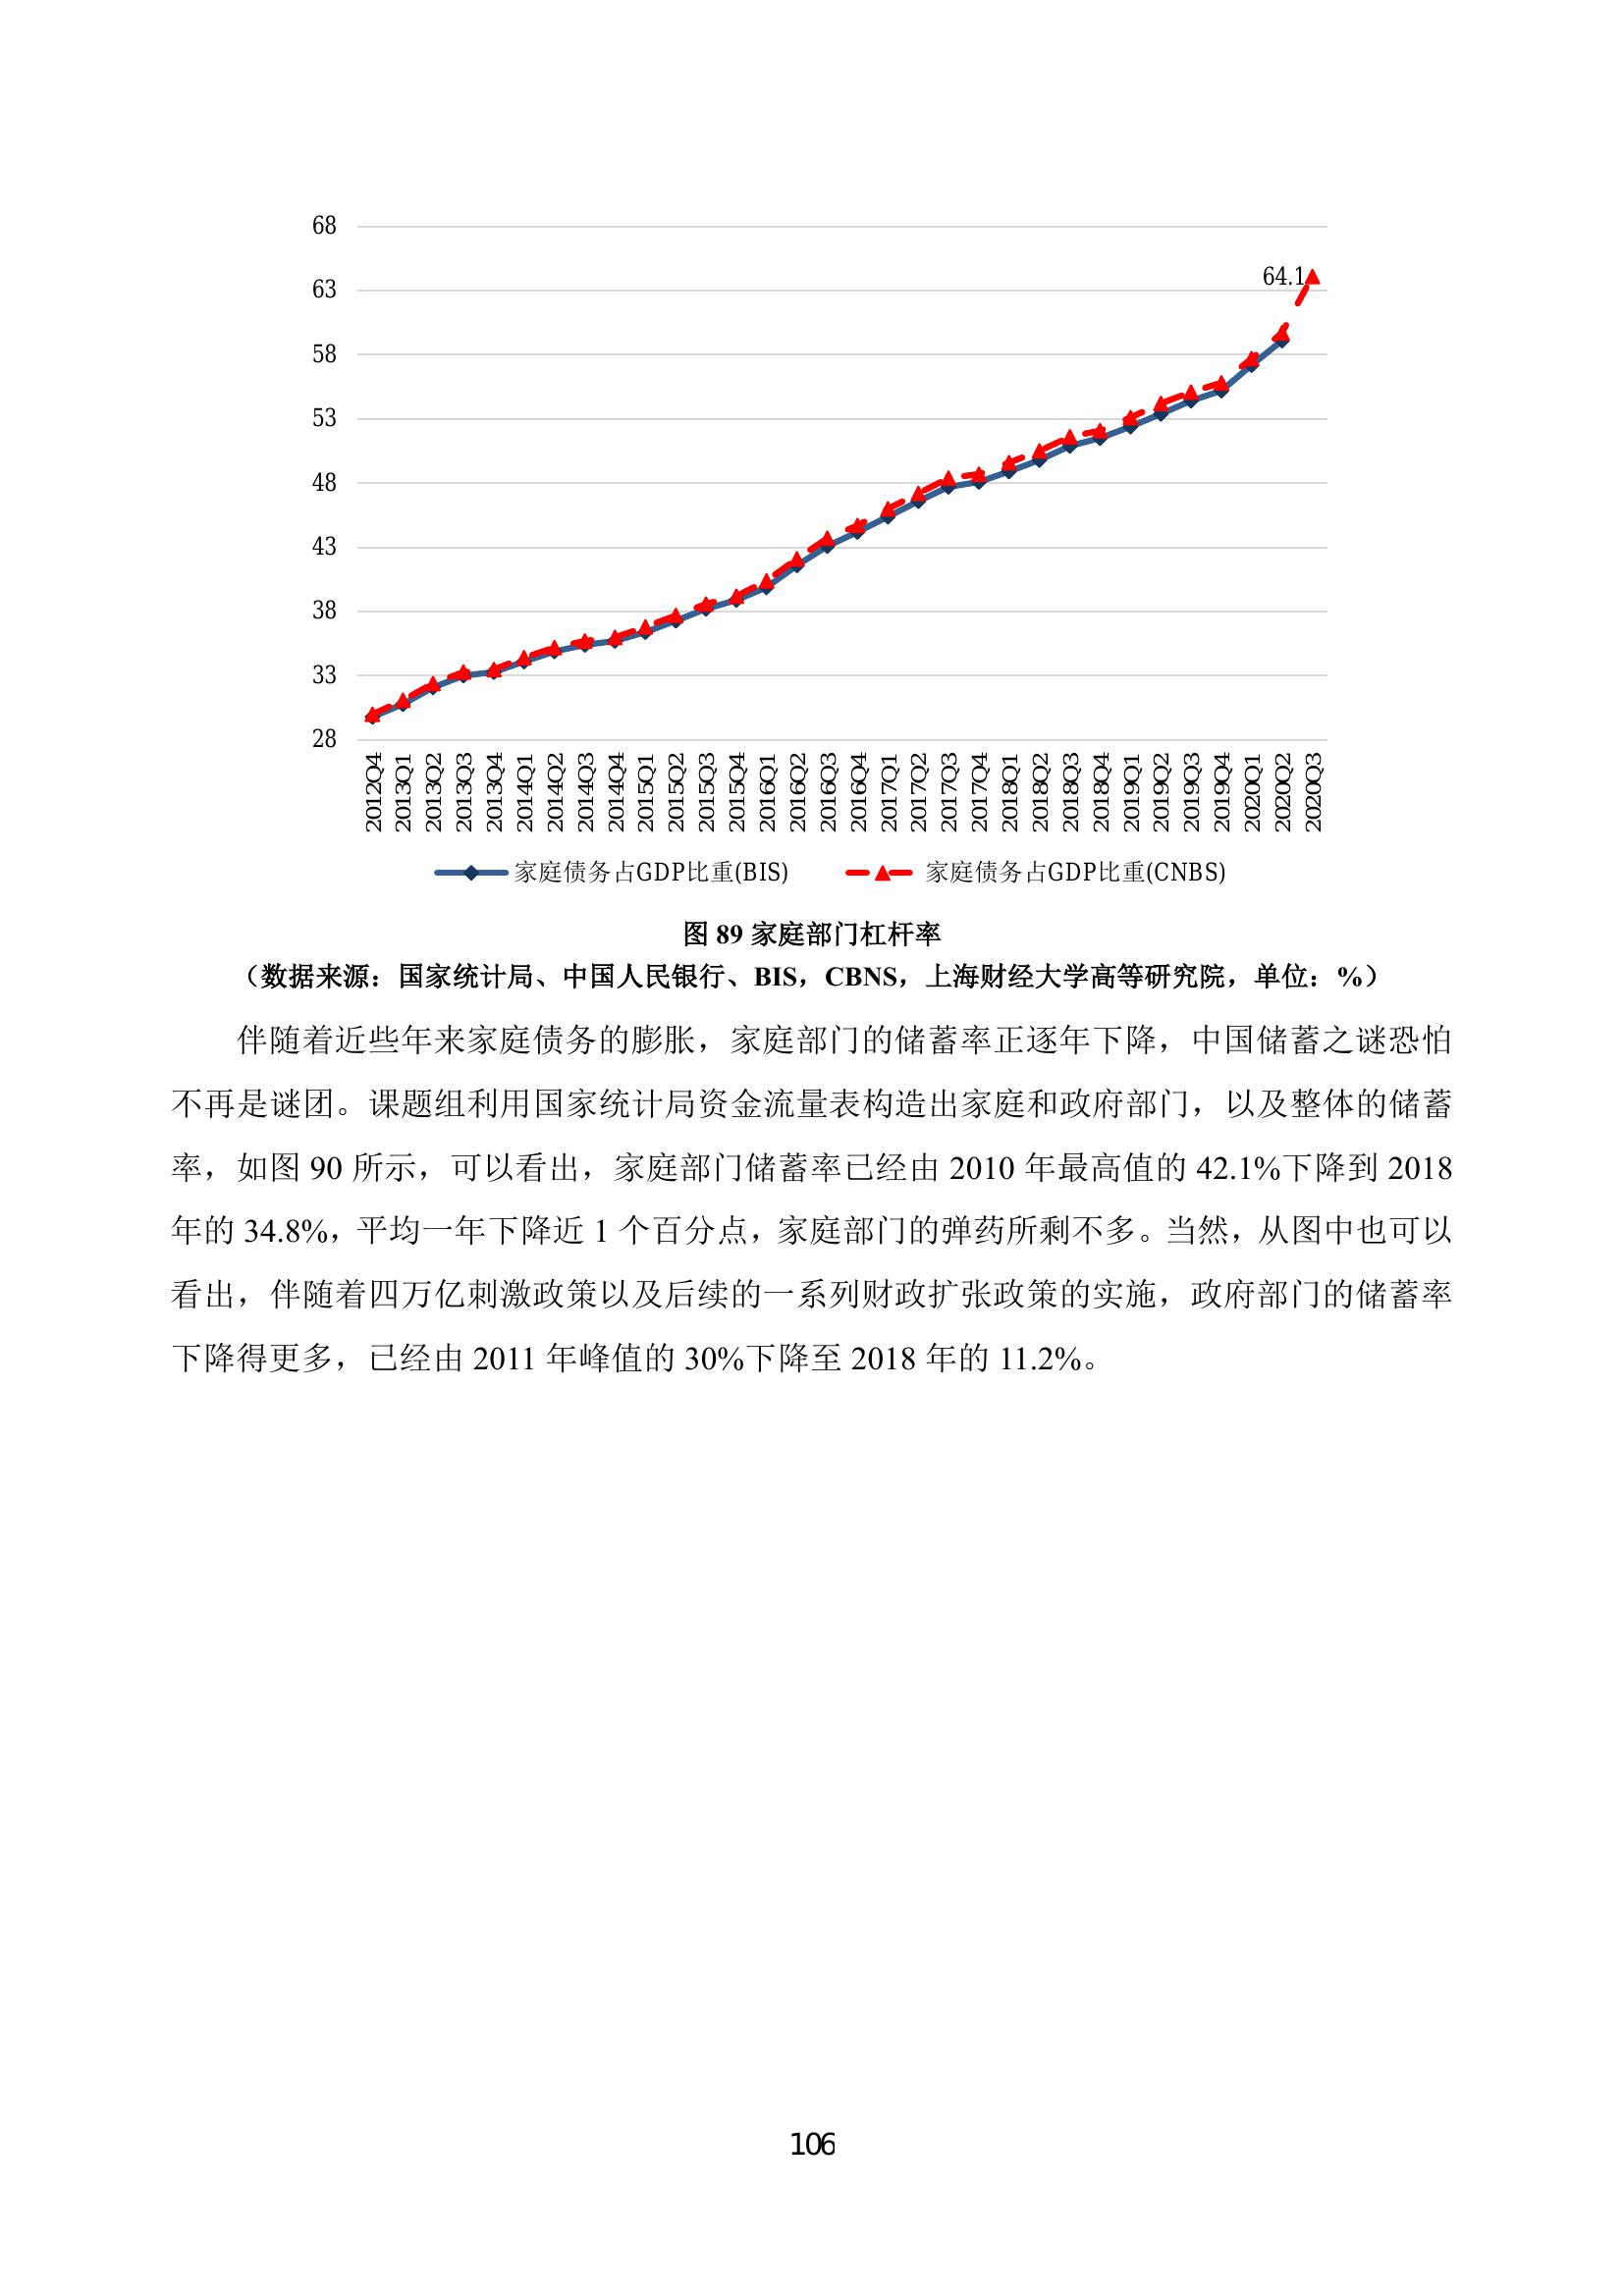 68
63
58
53
48
43
38
33
28
64.1
2012Q4
2013Q1
2013Q2
2013Q3
2013Q4
2014Q1
2014Q2
2014Q3
2014Q4
2015Q1
2015Q2
2015Q3
2015Q4
2016Q1
2016Q2
2016Q3
2016Q4
2017Q1
2017Q2
2017Q3
2017Q4
2018Q1
2018Q2
2018Q3
2018Q4
2019Q1
2019Q2
2019Q3
2019Q4
2020Q1
2020Q2
2020Q3
家庭债务占GDP比重(BIS)
家庭债务占GDP比重(CNBS)
图 89 家庭部门杠杆率
（数据来源：国家统计局、中国人民银行、BIS，CBNS，上海财经大学高等研究院，单位：%）
伴随着近些年来家庭债务的膨胀，家庭部门的储蓄率正逐年下降，中国储蓄之谜恐怕
不再是谜团。课题组利用国家统计局资金流量表构造出家庭和政府部门，以及整体的储蓄
率，如图 90 所示，可以看出，家庭部门储蓄率已经由 2010 年最高值的 42.1%下降到 2018
年的 34.8%，平均一年下降近 1 个百分点，家庭部门的弹药所剩不多。当然，从图中也可以
看出，伴随着四万亿刺激政策以及后续的一系列财政扩张政策的实施，政府部门的储蓄率
下降得更多，已经由 2011 年峰值的 30%下降至 2018 年的 11.2%。
106